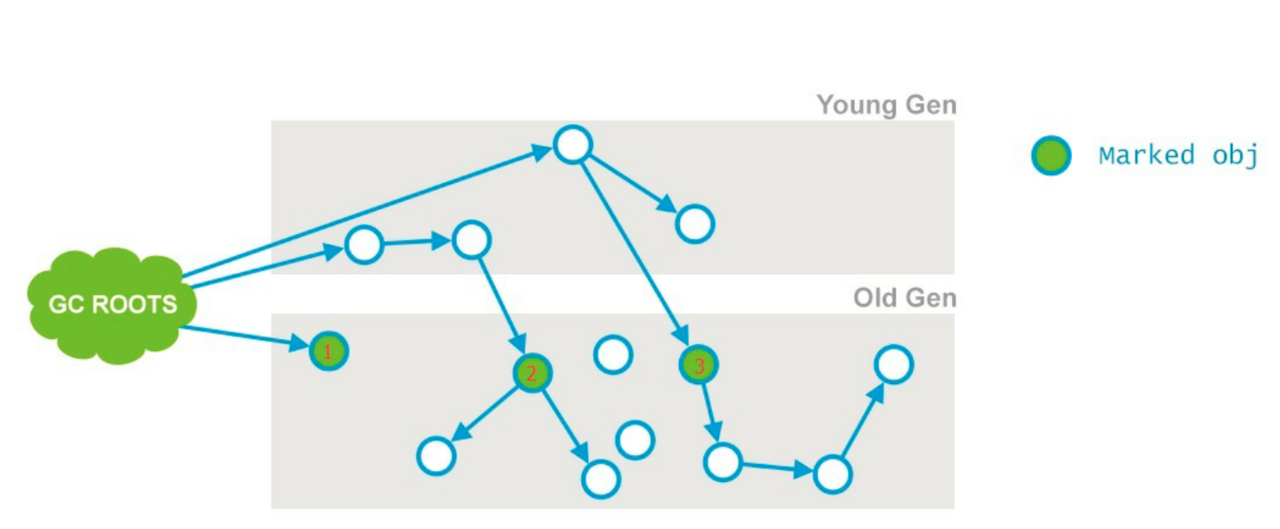 Young Gen
Marked obj
GC ROOTS
Old Gen
1
2
3